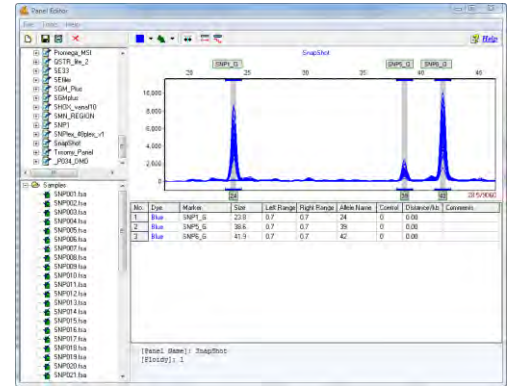 Panel Editor
File Tools Help
Help
Promega_MSI
QSTR_lite_2
SE33
SEfiler
SGM_Plus
SGMplus
SHOX_vanal10
SMN_REGION
SNP1
SNPlex_48plex_v1
SnapShot
Trisomy_Panel
_P034_DMD
Samples
SNP001.fsa
SNP002.fsa
SNP003.fsa
SNP004.fsa
SNP005.fsa
SNP006.fsa
SNP007.fsa
SNP008.fsa
SNP009.fsa
SNP010.fsa
SNP011.fsa
SNP012.fsa
SNP013.fsa
SNP014.fsa
SNP015.fsa
SNP016.fsa
SNP017.fsa
SNP018.fsa
SNP019.fsa
SNP020.fsa
SNP021.fsa
SnapShot
SNP1_G SNP5_G SNP6_G
20 25 30 35 40
10,000
8,000
6,000
4,000
2,000
0
24 39 42
No. Dye Marker Size Left Range Right Range Allele Name Control Distance/kb Comments
1 Blue SNP1_G 23.8 0.7 0.7 24 0 0.00
2 Blue SNP5_G 38.6 0.7 0.7 39 0 0.00
3 Blue SNP6_G 41.9 0.7 0.7 42 0 0.00
[Panel Name]: SnapShot
[Ploidy]: 1